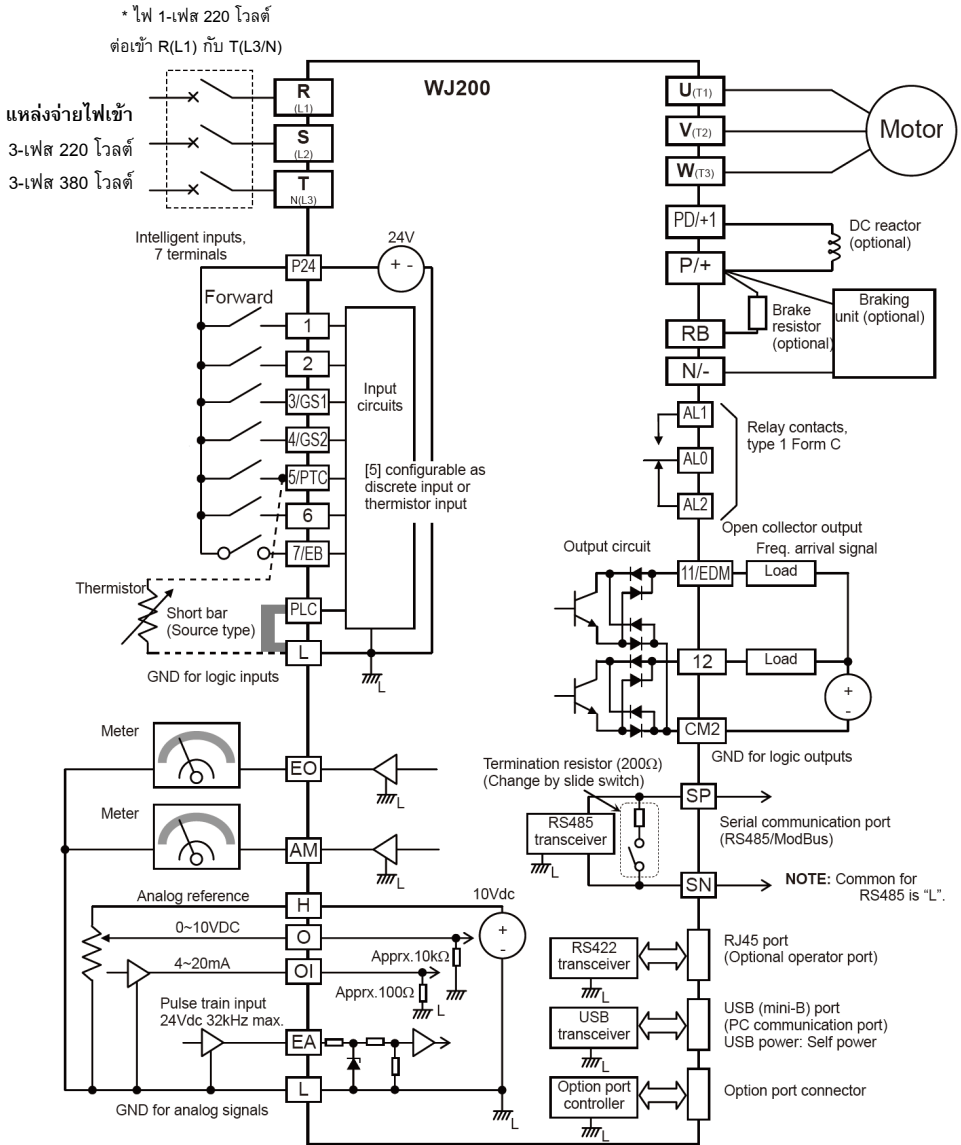 * ไฟ 1-เฟส 220 โวลต์
ต่อเข้า R(L1) กับ T(L3/N)
แหล่งจ่ายไฟเข้า
3-เฟส 220 โวลต์
3-เฟส 380 โวลต์
R
(L1)
S
(L2)
T
N(L3)
WJ200
U(T1)
V(T2)
W(T3)
Motor
PD/+1
P/+
RB
N/-
DC reactor
(optional)
Brake
resistor
(optional)
Braking
unit (optional)
Intelligent inputs,
7 terminals
24V
+ -
P24
Forward
1
2
3/GS1
4/GS2
5/PTC
6
7/EB
PLC
L
Input
circuits
[5] configurable as
discrete input or
thermistor input
Thermistor
Short bar
(Source type)
GND for logic inputs
L
AL1
AL0
AL2
Relay contacts,
type 1 Form C
Open collector output
Output circuit
Freq. arrival signal
11/EDM
Load
12
Load
+
-
CM2
GND for logic outputs
Meter
EO
L
Meter
AM
L
Termination resistor (200Ω)
(Change by slide switch)
RS485
transceiver
L
SP
SN
Serial communication port
(RS485/ModBus)
NOTE: Common for
RS485 is “L”.
Analog reference
H
10Vdc
+
-
0~10VDC
O
Apprx.10kΩ
4~20mA
OI
Apprx.100Ω
L
Pulse train input
24Vdc 32kHz max.
EA
L
GND for analog signals
L
RS422
transceiver
L
RJ45 port
(Optional operator port)
USB
transceiver
L
USB (mini-B) port
(PC communication port)
USB power: Self power
Option port
controller
L
Option port connector